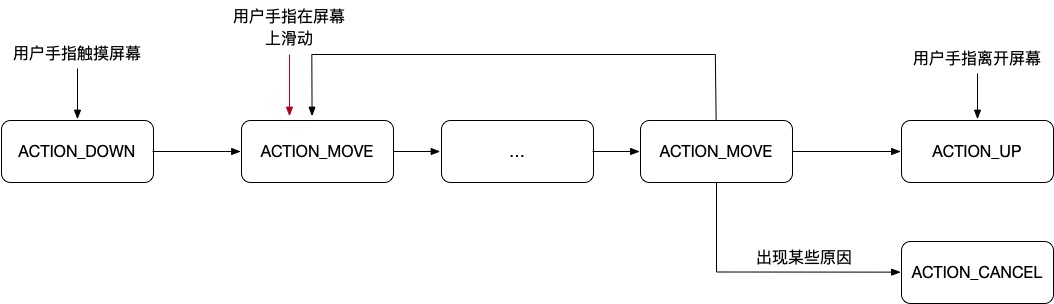 用户手指在屏幕
上滑动
用户手指触摸屏幕
用户手指离开屏幕
ACTION_DOWN
ACTION_MOVE
...
ACTION_MOVE
ACTION_UP
出现某些原因
ACTION_CANCEL